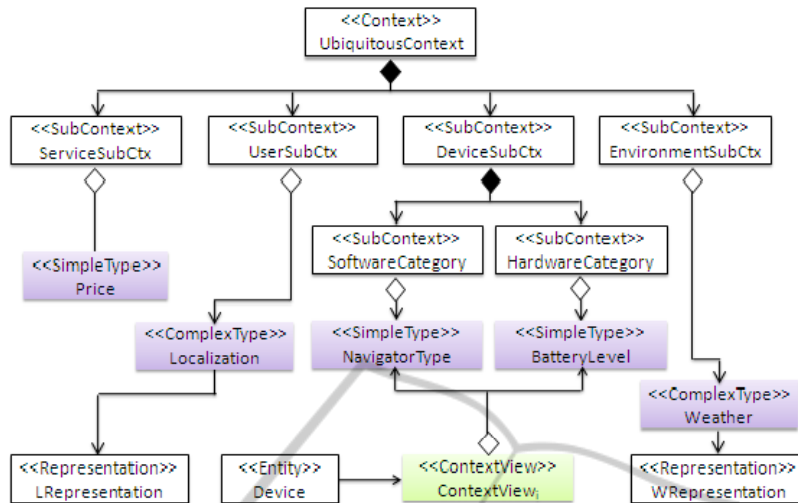 <<Context>>
UbiquitousContext
<<SubContext>>
ServiceSubCtx
<<SubContext>>
UserSubCtx
<<SubContext>>
DeviceSubCtx
<<SubContext>>
EnvironmentSubCtx
<<SubContext>>
SoftwareCategory
<<SubContext>>
HardwareCategory
<<SimpleType>>
Price
<<ComplexType>>
Localization
<<SimpleType>>
NavigatorType
<<SimpleType>>
BatteryLevel
<<ComplexType>>
Weather
<<Representation>>
LRepresentation
<<Entity>>
Device
<<ContextView>>
ContextViewᵢ
<<Representation>>
WRepresentation